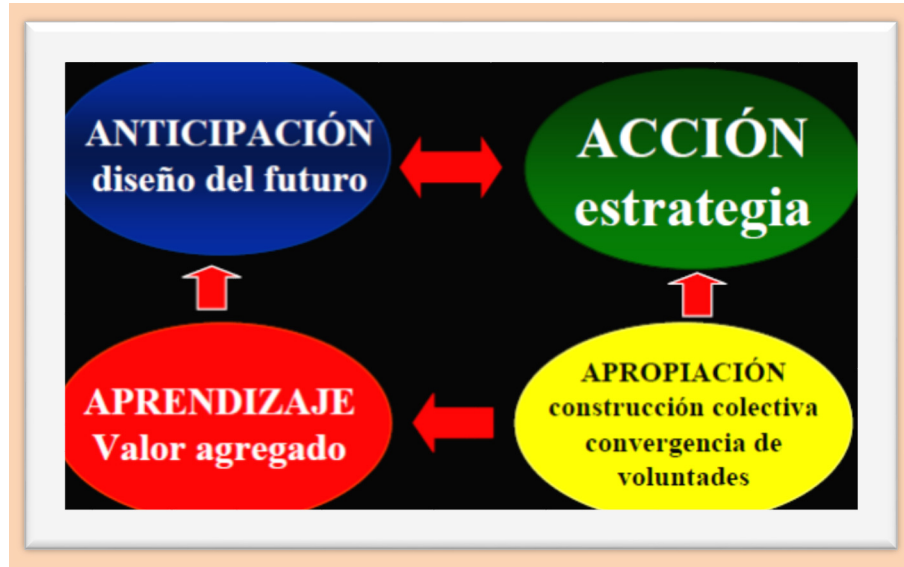 ANTICIPACIÓN
diseño del futuro
ACCIÓN
estrategia
APRENDIZAJE
Valor agregado
APROPIACIÓN
construcción colectiva
convergencia de
voluntades